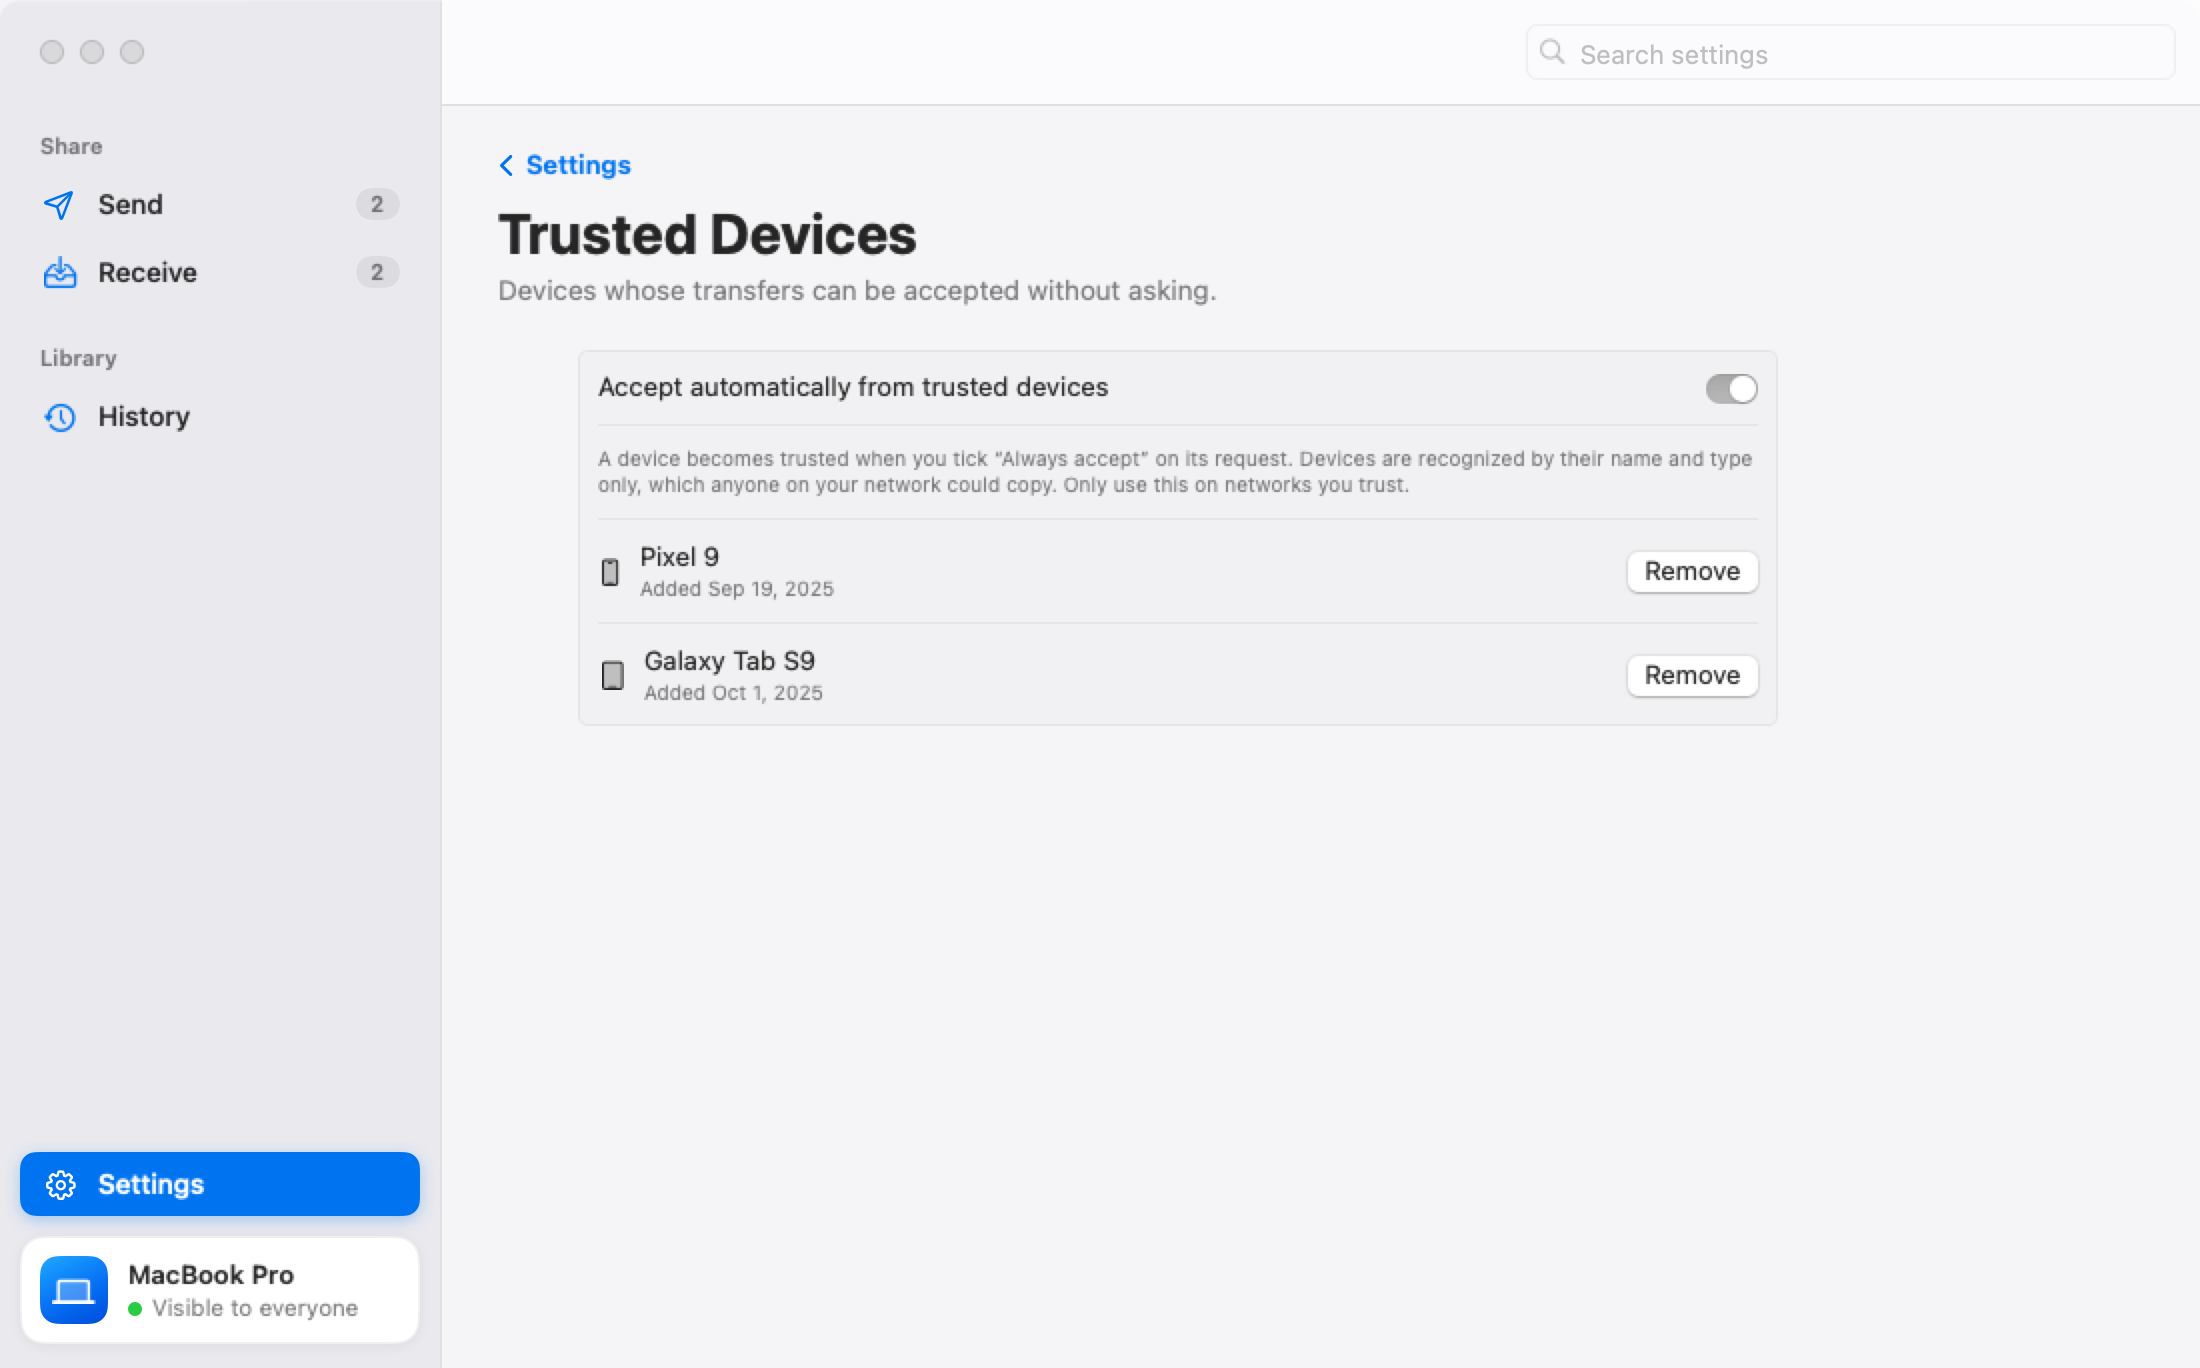 Search settings
Share
Send
2
Receive
2
Library
History
Settings
MacBook Pro
Visible to everyone
Settings
Trusted Devices
Devices whose transfers can be accepted without asking.
Accept automatically from trusted devices
A device becomes trusted when you tick “Always accept” on its request. Devices are recognized by their name and type
only, which anyone on your network could copy. Only use this on networks you trust.
Pixel 9
Added Sep 19, 2025
Remove
Galaxy Tab S9
Added Oct 1, 2025
Remove